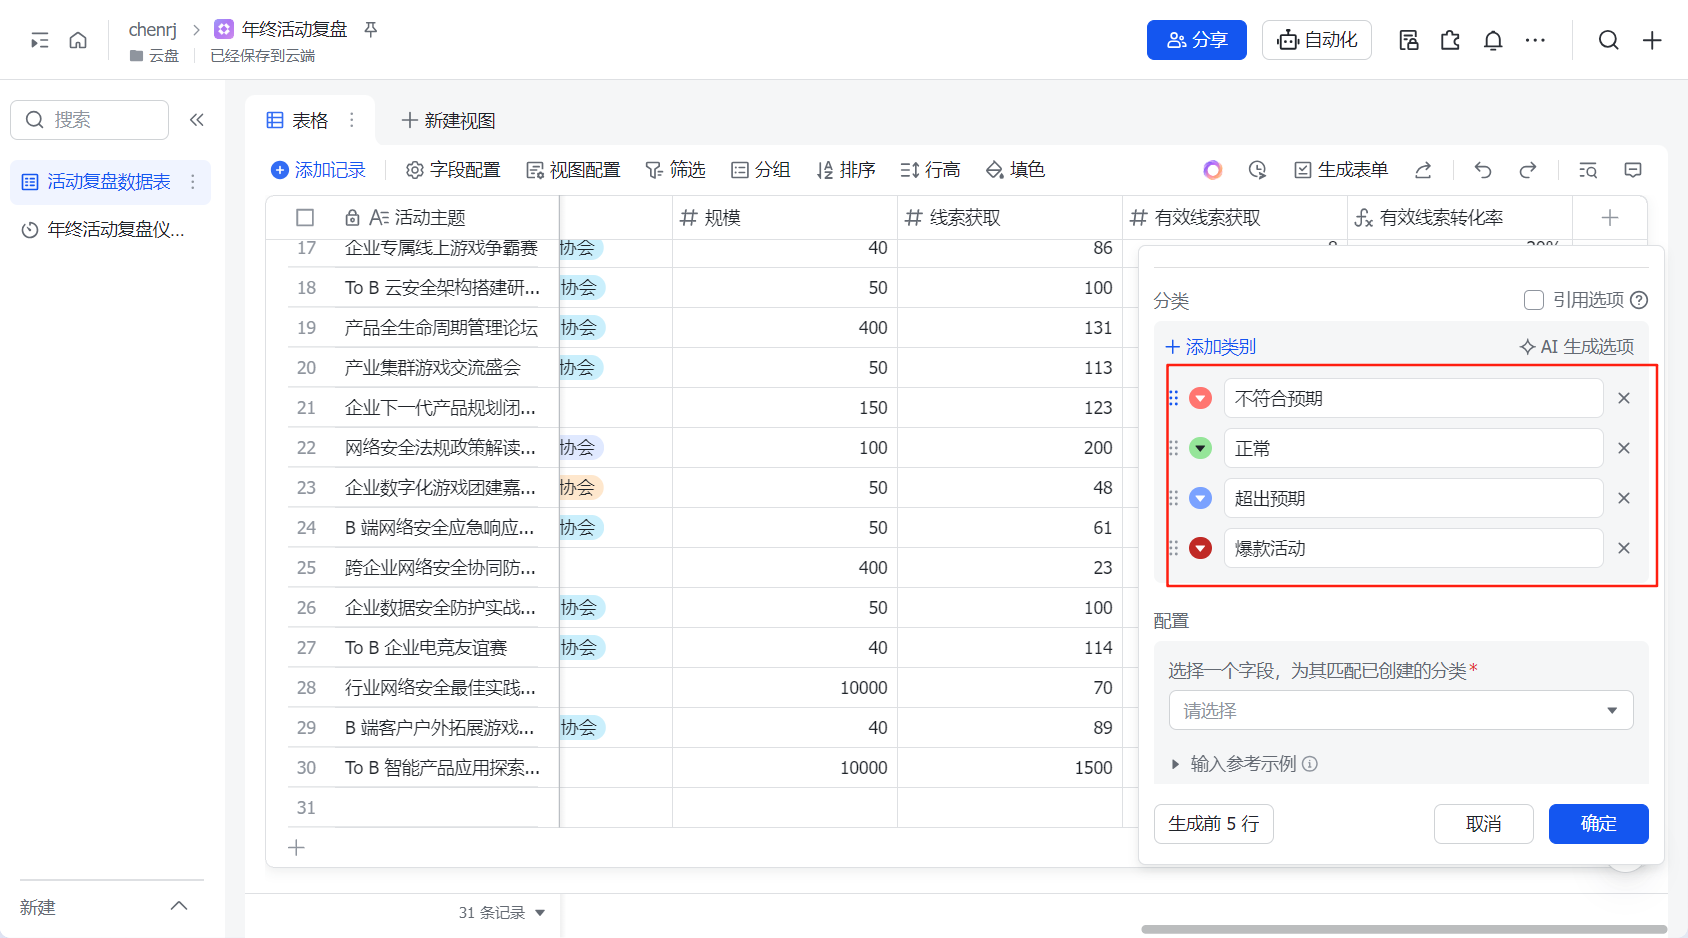 chenrj
年终活动复盘
云盘
已经保存到云端
分享
自动化
搜索
活动复盘数据表
年终活动复盘仪...
新建
表格
新建视图
添加记录
字段配置
视图配置
筛选
分组
排序
行高
填色
生成表单
活动主题
规模
线索获取
有效线索获取
有效线索转化率
17 企业专属线上游戏争霸赛 协会 40 86
18 To B 云安全架构搭建研... 协会 50 100
19 产品全生命周期管理论坛 协会 400 131
20 产业集群游戏交流盛会 协会 50 113
21 企业下一代产品规划闭... 150 123
22 网络安全法规政策解读... 协会 100 200
23 企业数字化游戏团建嘉... 协会 50 48
24 B 端网络安全应急响应... 协会 50 61
25 跨企业网络安全协同防... 400 23
26 企业数据安全防护实战... 协会 50 100
27 To B 企业电竞友谊赛 协会 40 114
28 行业网络安全最佳实践... 10000 70
29 B 端客户户外拓展游戏... 协会 40 89
30 To B 智能产品应用探索... 10000 1500
31
31 条记录
分类
引用选项
添加类别
AI 生成选项
不符合预期
正常
超出预期
爆款活动
配置
选择一个字段，为其匹配已创建的分类*
请选择
输入参考示例
生成前 5 行
取消
确定